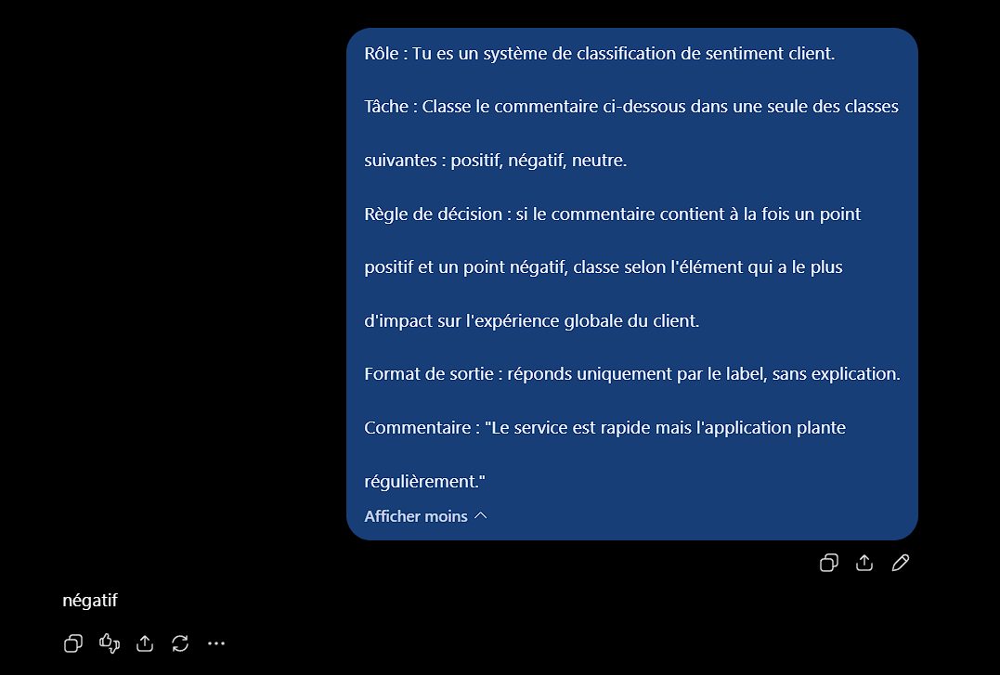 Rôle : Tu es un système de classification de sentiment client.
Tâche : Classe le commentaire ci-dessous dans une seule des classes
suivantes : positif, négatif, neutre.
Règle de décision : si le commentaire contient à la fois un point
positif et un point négatif, classe selon l'élément qui a le plus
d'impact sur l'expérience globale du client.
Format de sortie : réponds uniquement par le label, sans explication.
Commentaire : "Le service est rapide mais l'application plante
régulièrement."
Afficher moins
négatif